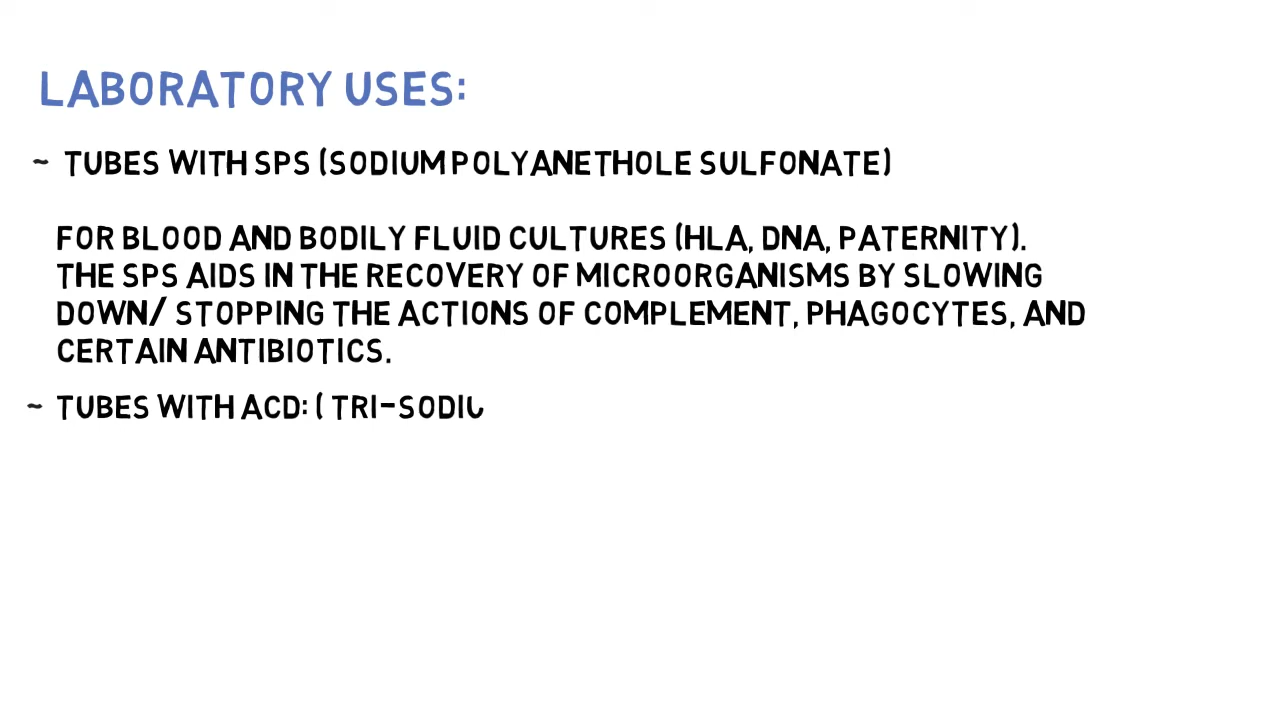 LABORATORY USES:
~ TUBES WITH SPS (SODIUM POLYANETHOLE SULFONATE)
FOR BLOOD AND BODILY FLUID CULTURES (HLA, DNA, PATERNITY).
THE SPS AIDS IN THE RECOVERY OF MICROORGANISMS BY SLOWING
DOWN/ STOPPING THE ACTIONS OF COMPLEMENT, PHAGOCYTES, AND
CERTAIN ANTIBIOTICS.
~ TUBES WITH ACD: ( TRI-SODIU